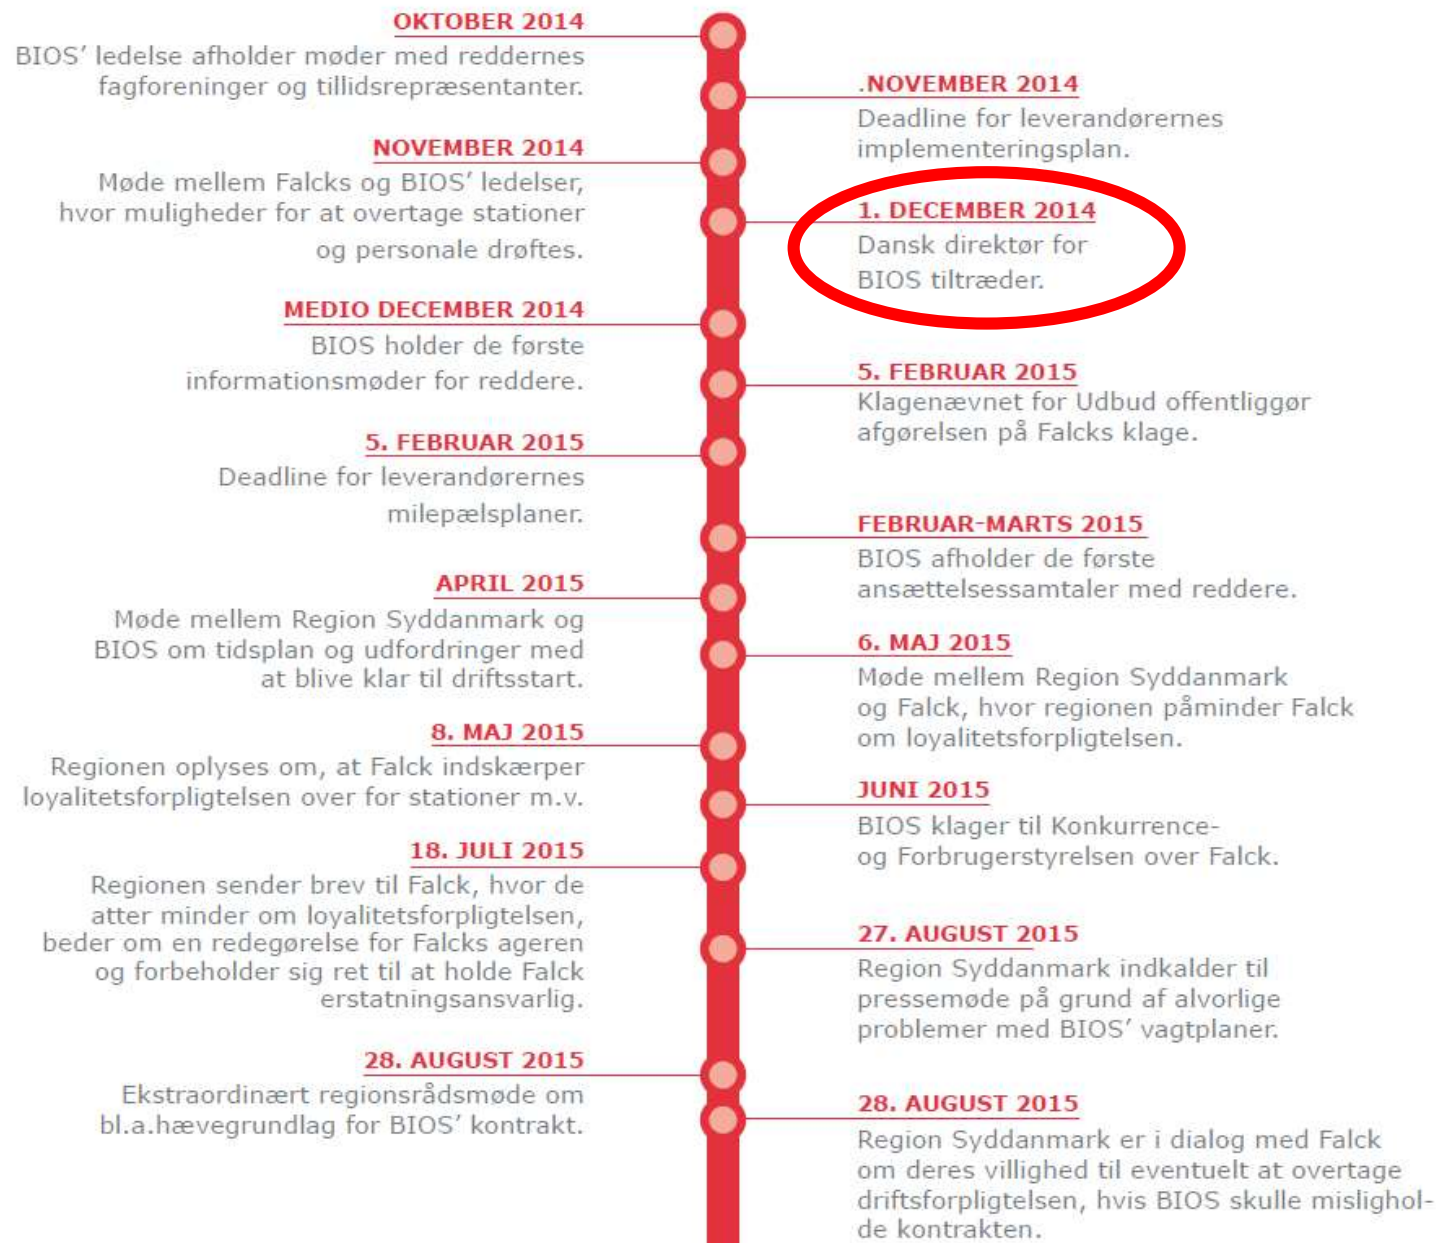 OKTOBER 2014
BIOS’ ledelse afholder møder med reddernes
fagforeninger og tillidsrepræsentanter.
.NOVEMBER 2014
Deadline for leverandørernes
implementeringsplan.
NOVEMBER 2014
Møde mellem Falcks og BIOS’ ledelser,
hvor muligheder for at overtage stationer
og personale drøftes.
1. DECEMBER 2014
Dansk direktør for
BIOS tiltræder.
MEDIO DECEMBER 2014
BIOS holder de første
informationsmøder for reddere.
5. FEBRUAR 2015
Klagenævnet for Udbud offentliggør
afgørelsen på Falcks klage.
5. FEBRUAR 2015
Deadline for leverandørernes
milepælsplaner.
FEBRUAR-MARTS 2015
BIOS afholder de første
ansættelsessamtaler med reddere.
APRIL 2015
Møde mellem Region Syddanmark og
BIOS om tidsplan og udfordringer med
at blive klar til driftsstart.
6. MAJ 2015
Møde mellem Region Syddanmark
og Falck, hvor regionen påminder Falck
om loyalitetsforpligtelsen.
8. MAJ 2015
Regionen oplyses om, at Falck indskærper
loyalitetsforpligtelsen over for stationer m.v.
JUNI 2015
BIOS klager til Konkurrence-
og Forbrugerstyrelsen over Falck.
18. JULI 2015
Regionen sender brev til Falck, hvor de
atter minder om loyalitetsforpligtelsen,
beder om en redegørelse for Falcks ageren
og forbeholder sig ret til at holde Falck
erstatningsansvarlig.
27. AUGUST 2015
Region Syddanmark indkalder til
pressemøde på grund af alvorlige
problemer med BIOS’ vagtplaner.
28. AUGUST 2015
Ekstraordinært regionsrådsmøde om
bl.a.hævegrundlag for BIOS’ kontrakt.
28. AUGUST 2015
Region Syddanmark er i dialog med Falck
om deres villighed til eventuelt at overtage
driftsforpligtelsen, hvis BIOS skulle mislighol-
de kontrakten.